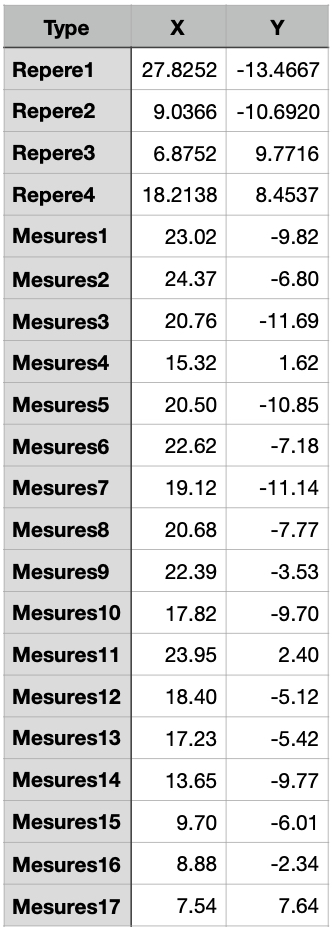 Type X Y
Repere1 27.8252 -13.4667
Repere2 9.0366 -10.6920
Repere3 6.8752 9.7716
Repere4 18.2138 8.4537
Mesures1 23.02 -9.82
Mesures2 24.37 -6.80
Mesures3 20.76 -11.69
Mesures4 15.32 1.62
Mesures5 20.50 -10.85
Mesures6 22.62 -7.18
Mesures7 19.12 -11.14
Mesures8 20.68 -7.77
Mesures9 22.39 -3.53
Mesures10 17.82 -9.70
Mesures11 23.95 2.40
Mesures12 18.40 -5.12
Mesures13 17.23 -5.42
Mesures14 13.65 -9.77
Mesures15 9.70 -6.01
Mesures16 8.88 -2.34
Mesures17 7.54 7.64